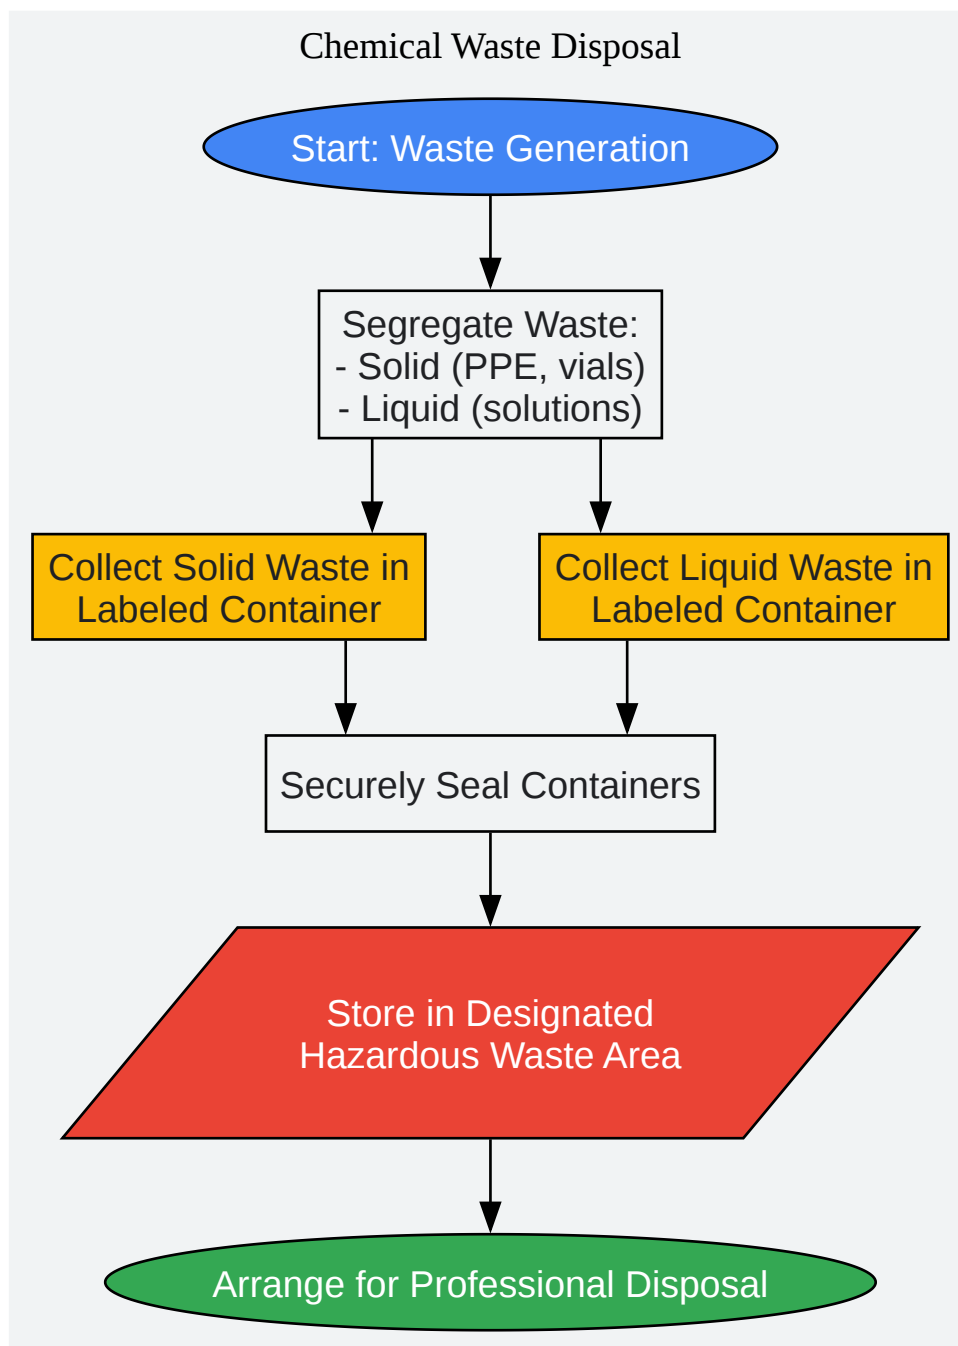 Chemical Waste Disposal
Start: Waste Generation
Segregate Waste:
- Solid (PPE, vials)
- Liquid (solutions)
Collect Solid Waste in
Labeled Container
Collect Liquid Waste in
Labeled Container
Securely Seal Containers
Store in Designated
Hazardous Waste Area
Arrange for Professional Disposal